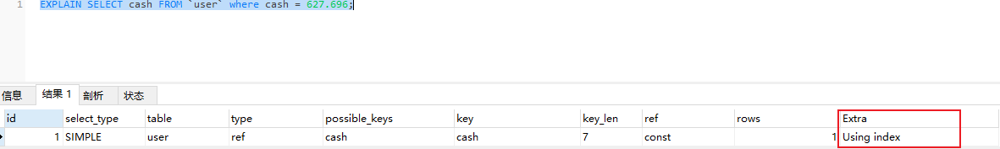 1 EXPLAIN SELECT cash FROM `user` where cash = 627.696;
信息 结果 1 剖析 状态
id select_type table type possible_keys key key_len ref rows Extra
1 SIMPLE user ref cash cash 7 const 1 Using index